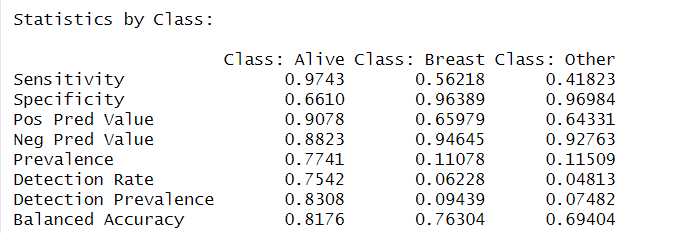 Statistics by Class:
Class: Alive Class: Breast Class: Other
Sensitivity 0.9743 0.56218 0.41823
Specificity 0.6610 0.96389 0.96984
Pos Pred Value 0.9078 0.65979 0.64331
Neg Pred Value 0.8823 0.94645 0.92763
Prevalence 0.7741 0.11078 0.11509
Detection Rate 0.7542 0.06228 0.04813
Detection Prevalence 0.8308 0.09439 0.07482
Balanced Accuracy 0.8176 0.76304 0.69404